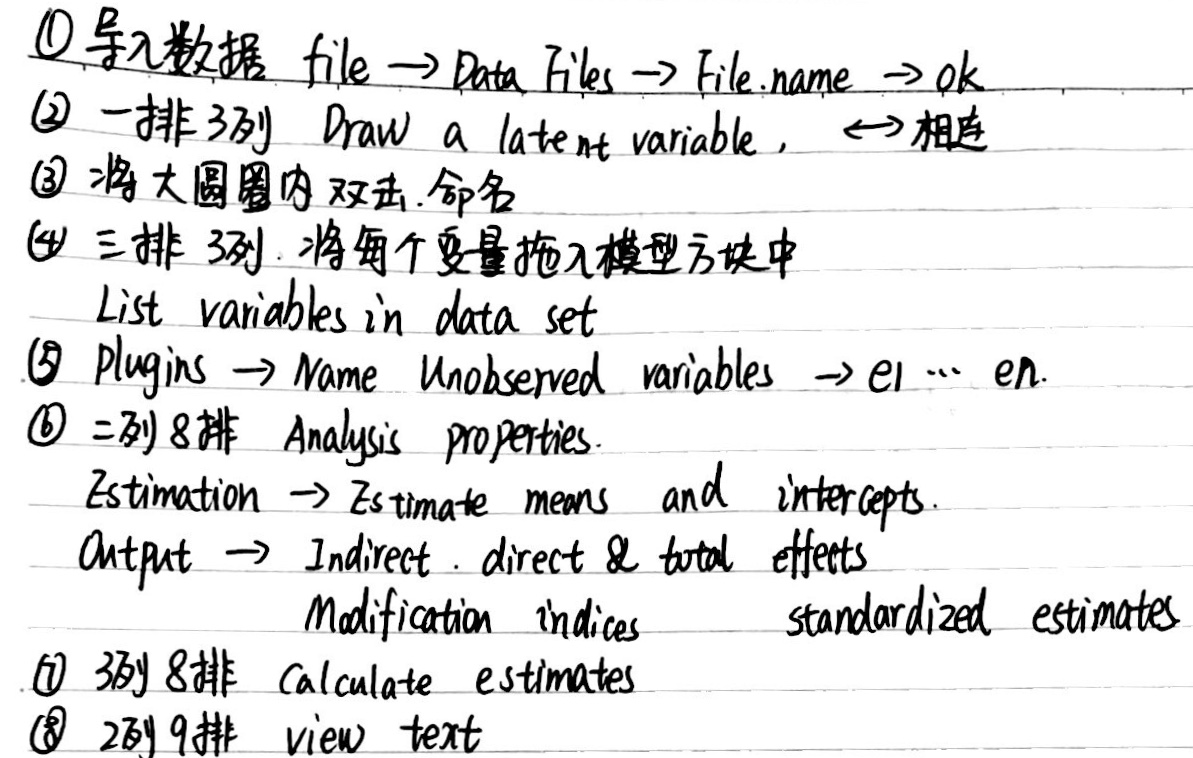 ① 导入数据 file → Data Files → File.name → ok
② 一排3列 Draw a latent variable, ↔ 相连
③ 将大圆圈内双击.命名
④ 三排 3列.将每个变量拖入模型方块中
List variables in data set
⑤ Plugins → Name Unobserved variables → e1 … en.
⑥ 二列8排 Analysis properties.
Estimation → Estimate means and intercepts.
Output → Indirect. direct & total effects
Modification indices standardized estimates
⑦ 3列8排 Calculate estimates
⑧ 2列9排 view text